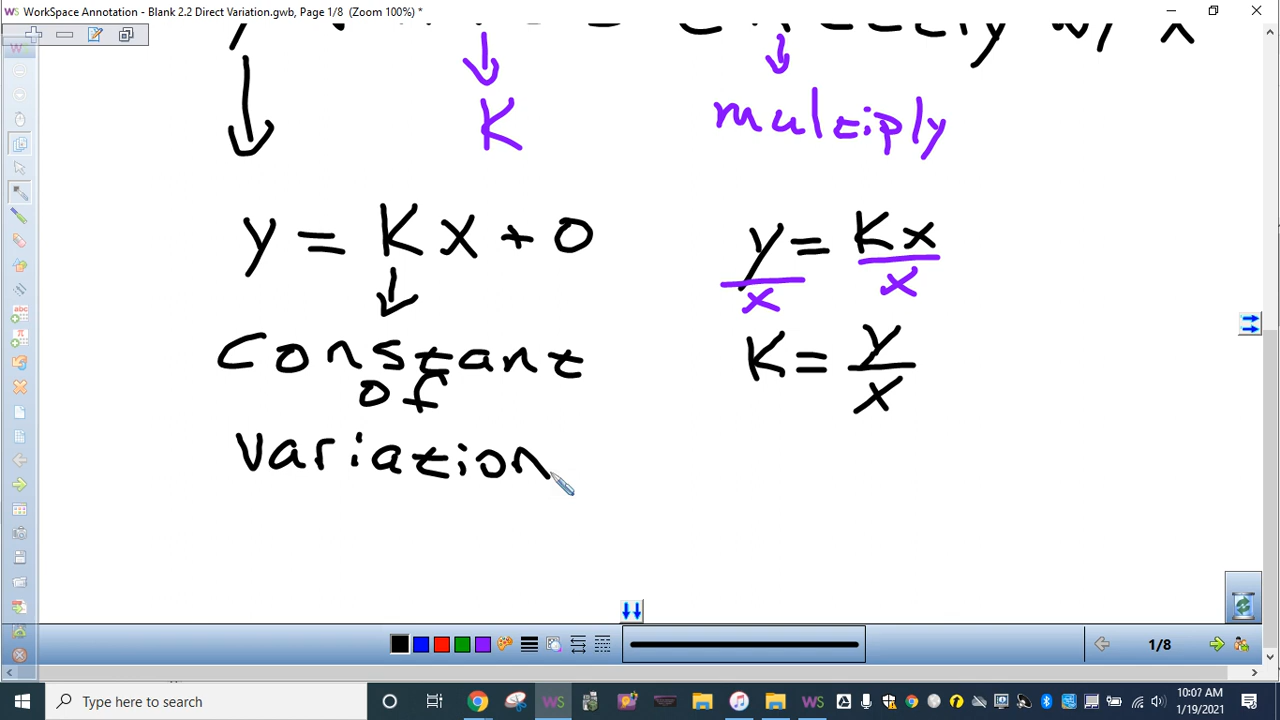 WorkSpace Annotation - Blank 2.2 Direct Variation.gwb, Page 1/8 (Zoom 100%) *
w/ x
K
multiply
y = Kx + 0
y = Kx
x x
Constant
of
K = y
x
variation
1/8
Type here to search
10:07 AM
1/19/2021